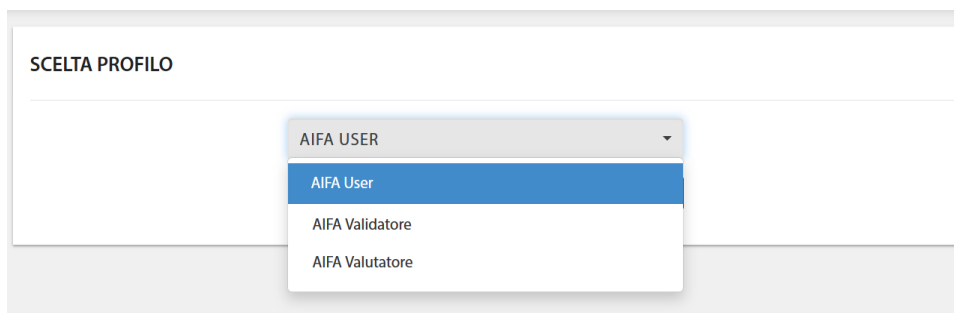 SCELTA PROFILO
AIFA USER
AIFA User
AIFA Validatore
AIFA Valutatore